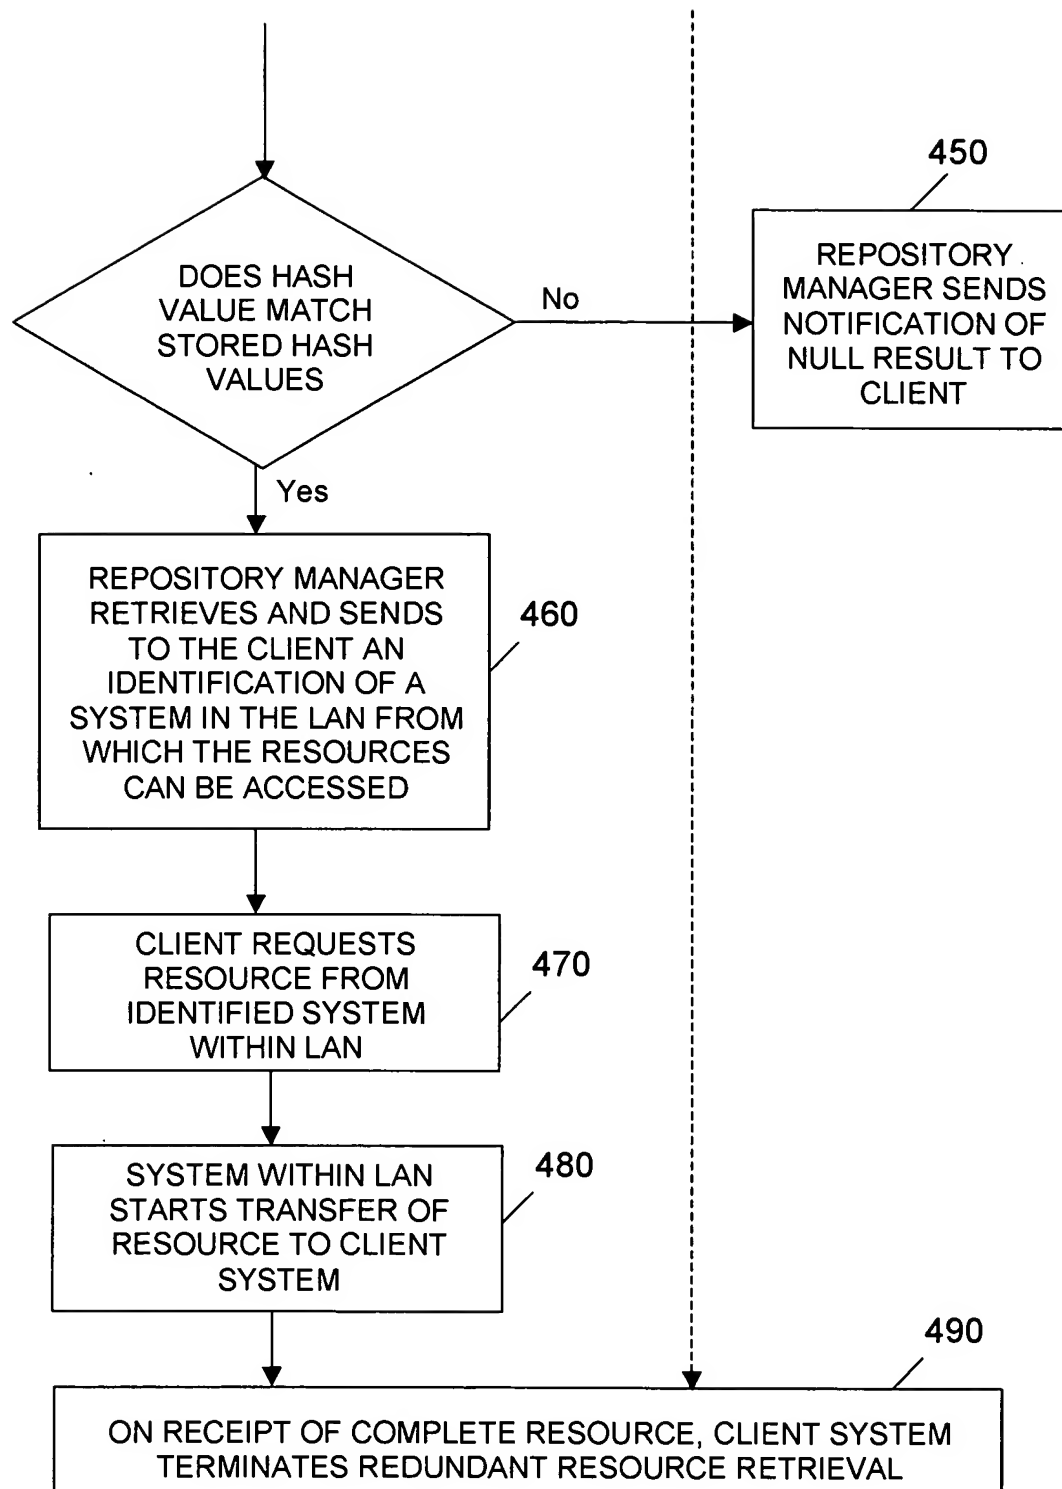 450
REPOSITORY
MANAGER SENDS
NOTIFICATION OF
NULL RESULT TO
CLIENT
DOES HASH
VALUE MATCH
STORED HASH
VALUES
No
Yes
REPOSITORY MANAGER
RETRIEVES AND SENDS
TO THE CLIENT AN
IDENTIFICATION OF A
SYSTEM IN THE LAN FROM
WHICH THE RESOURCES
CAN BE ACCESSED
460
CLIENT REQUESTS
RESOURCE FROM
IDENTIFIED SYSTEM
WITHIN LAN
470
SYSTEM WITHIN LAN
STARTS TRANSFER OF
RESOURCE TO CLIENT
SYSTEM
480
490
ON RECEIPT OF COMPLETE RESOURCE, CLIENT SYSTEM
TERMINATES REDUNDANT RESOURCE RETRIEVAL